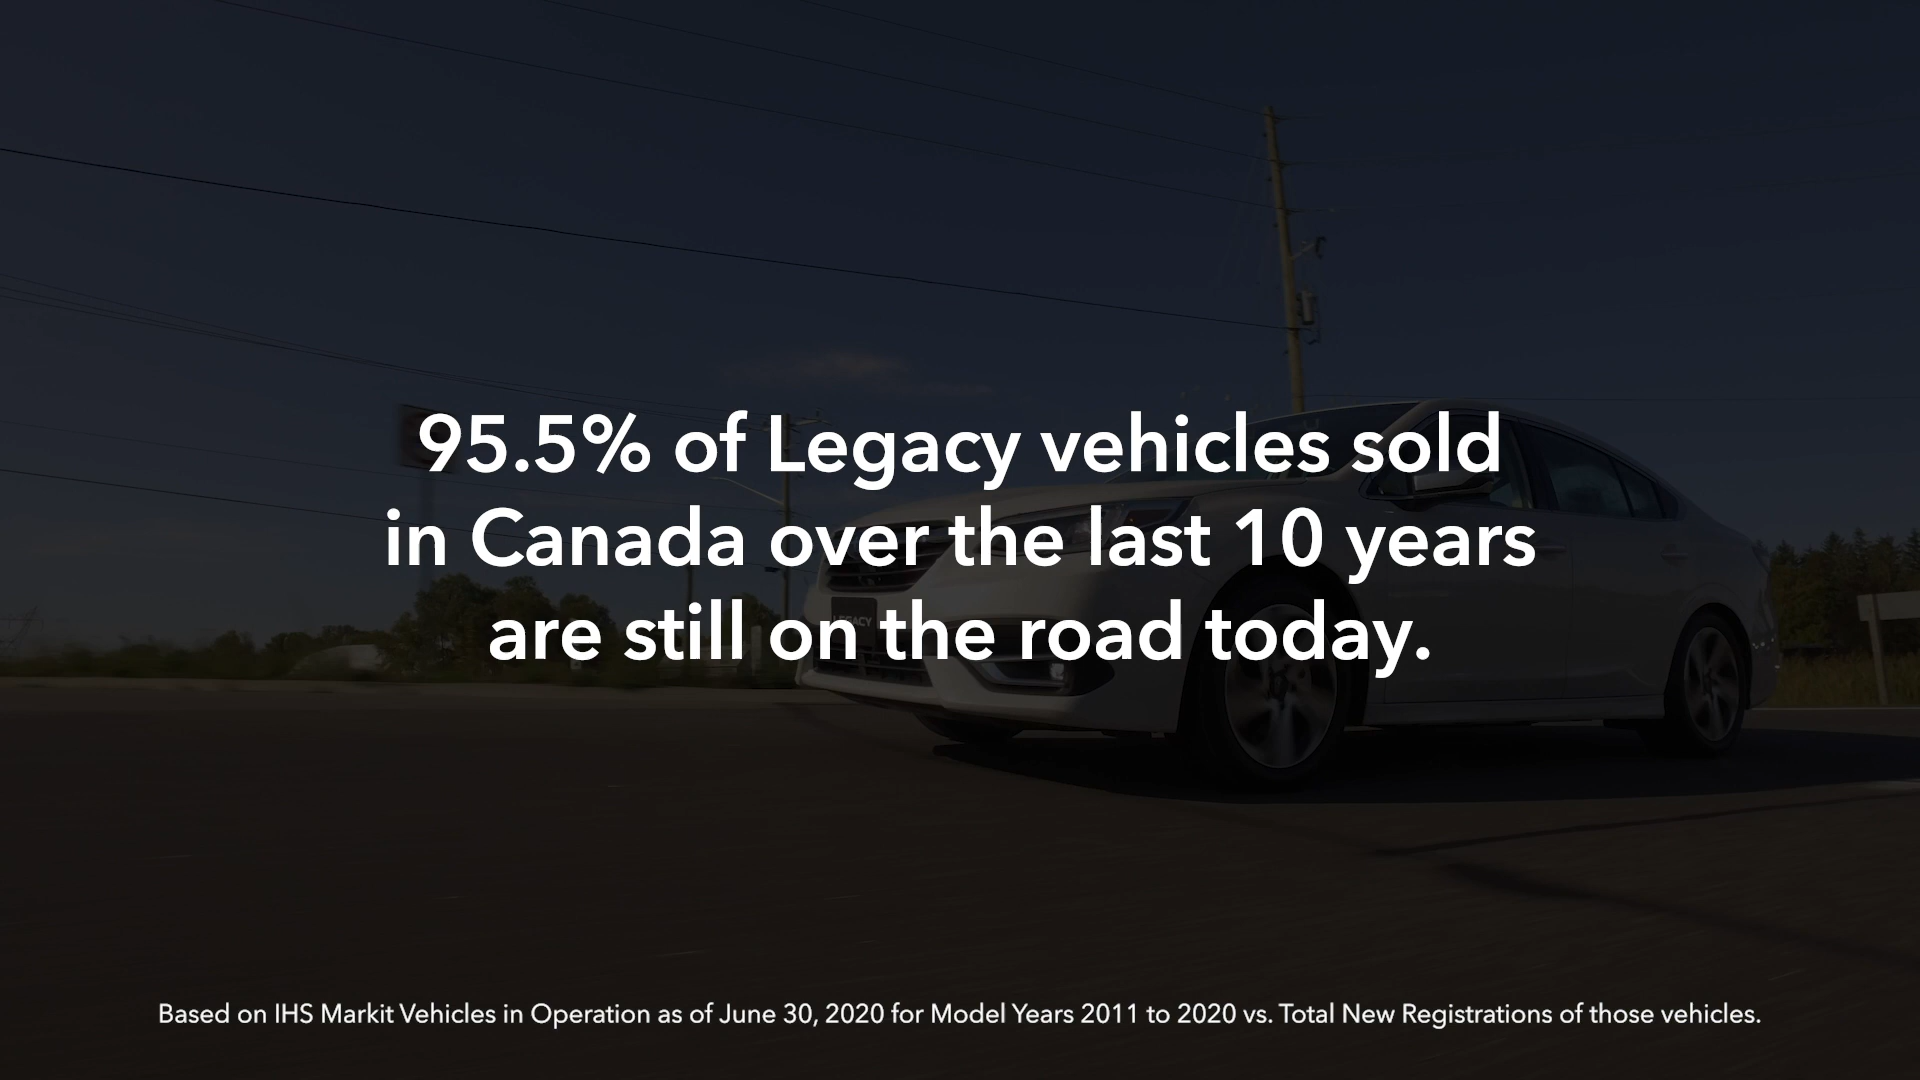 95.5% of Legacy vehicles sold
in Canada over the last 10 years
are still on the road today.
LEGACY
Based on IHS Markit Vehicles in Operation as of June 30, 2020 for Model Years 2011 to 2020 vs. Total New Registrations of those vehicles.